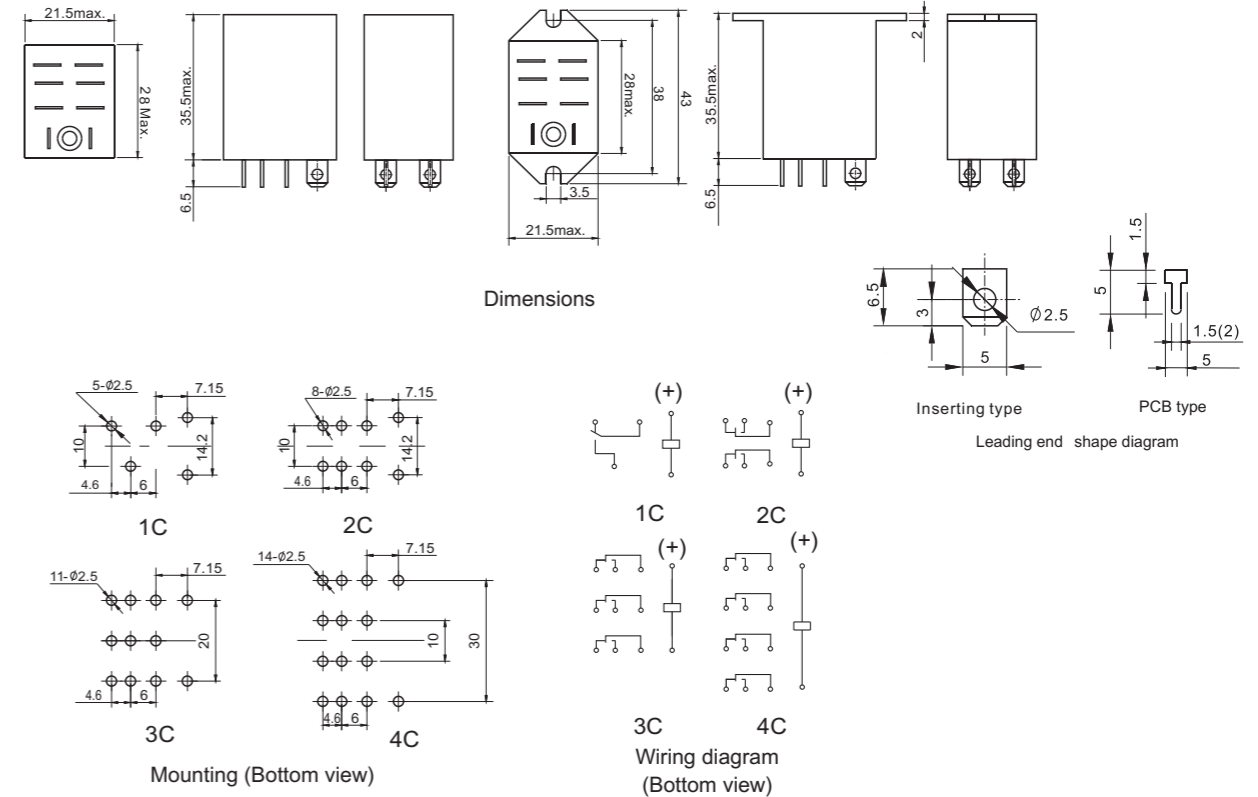 21.5max.
28 Max.
35.5max.
6.5
28max.
38
43
3.5
21.5max.
35.5max.
6.5
2
Dimensions
6.5
3
Ø2.5
5
Inserting type
1.5
5
1.5(2)
5
PCB type
Leading end shape diagram
5-Ø2.5
7.15
10
14.2
4.6
6
1C
8-Ø2.5
7.15
10
14.2
4.6
6
2C
11-Ø2.5
7.15
20
4.6
6
3C
14-Ø2.5
7.15
10
30
4.6
6
4C
Mounting (Bottom view)
(+)
1C
(+)
2C
(+)
3C
(+)
4C
Wiring diagram
(Bottom view)